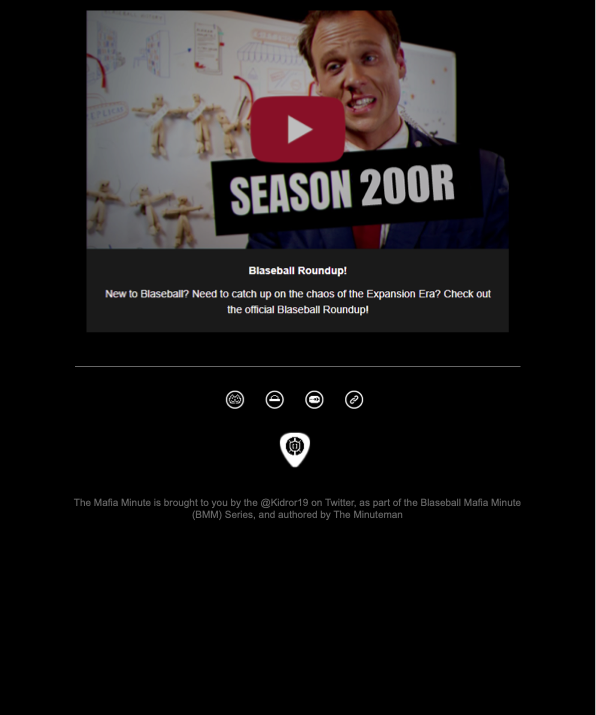 SEASON 200R
Blaseball Roundup!
New to Blaseball? Need to catch up on the chaos of the Expansion Era? Check out
the official Blaseball Roundup!
The Mafia Minute is brought to you by the @Kidror19 on Twitter, as part of the Blaseball Mafia Minute
(BMM) Series, and authored by The Minuteman